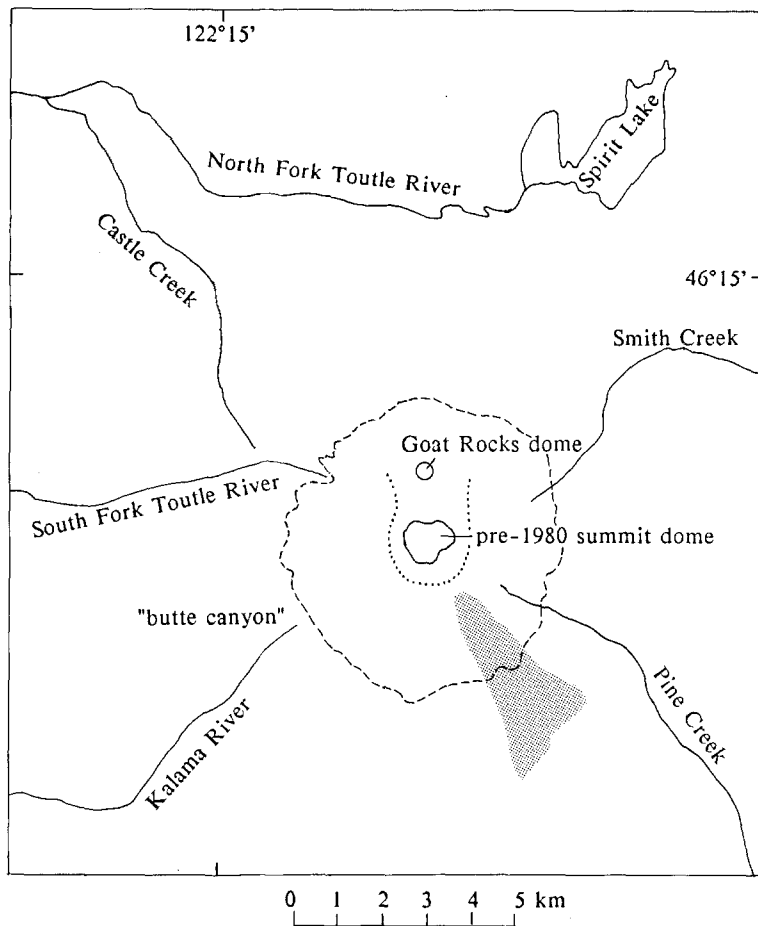 122°15'
North Fork Toutle River
Spirit Lake
Castle Creek
46°15'
Smith Creek
Goat Rocks dome
South Fork Toutle River
pre-1980 summit dome
"butte canyon"
Pine Creek
Kalama River
0 1 2 3 4 5 km